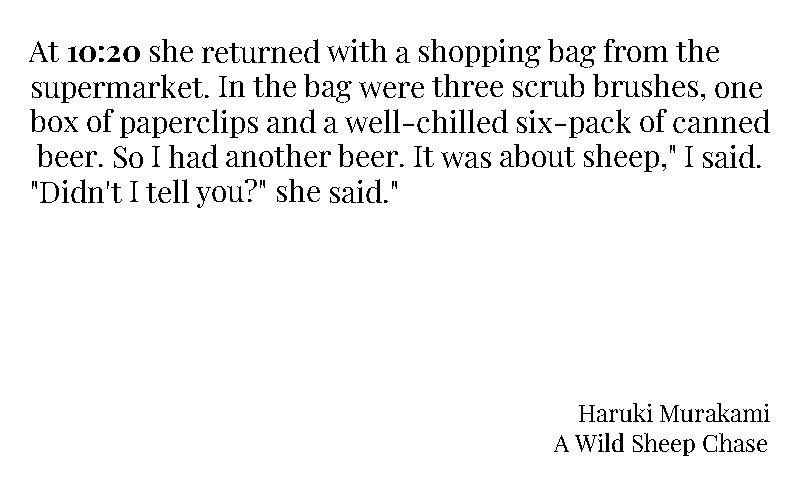 At 10:20 she returned with a shopping bag from the
supermarket. In the bag were three scrub brushes, one
box of paperclips and a well-chilled six-pack of canned
beer. So I had another beer. It was about sheep," I said.
"Didn't I tell you?" she said."
Haruki Murakami
A Wild Sheep Chase